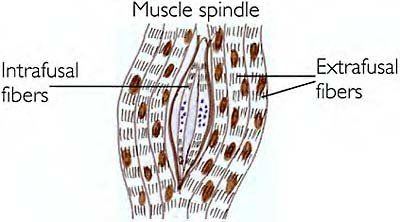 Muscle spindle
Intrafusal
fibers
Extrafusal
fibers